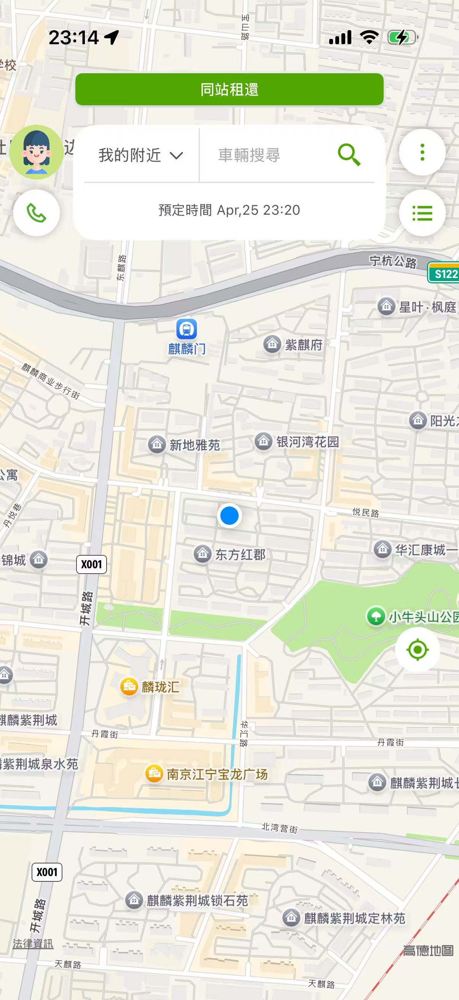 宝山路
23:14
学校
同站租還
我的附近
車輛搜尋
預定時間 Apr,25 23:20
东麒路
宁杭公路
S122
星叶·枫庭
麒麟门
紫麒府
麒麟商业步行街
阳光
新地雅苑
银河湾花园
公寓
丹悦巷
悦民路
东方红郡
华汇康城一
锦城
X001
开城路
小牛头山公园
麟珑汇
麒麟紫荆城
华汇路
丹霞街
丹霞街
紫荆城泉水苑
南京江宁宝龙广场
麒麟紫荆城
北湾营街
X001
开城路
麒麟紫荆城锁石苑
麒麟紫荆城定林苑
法律資訊
高德地图
天麒路
天麒路